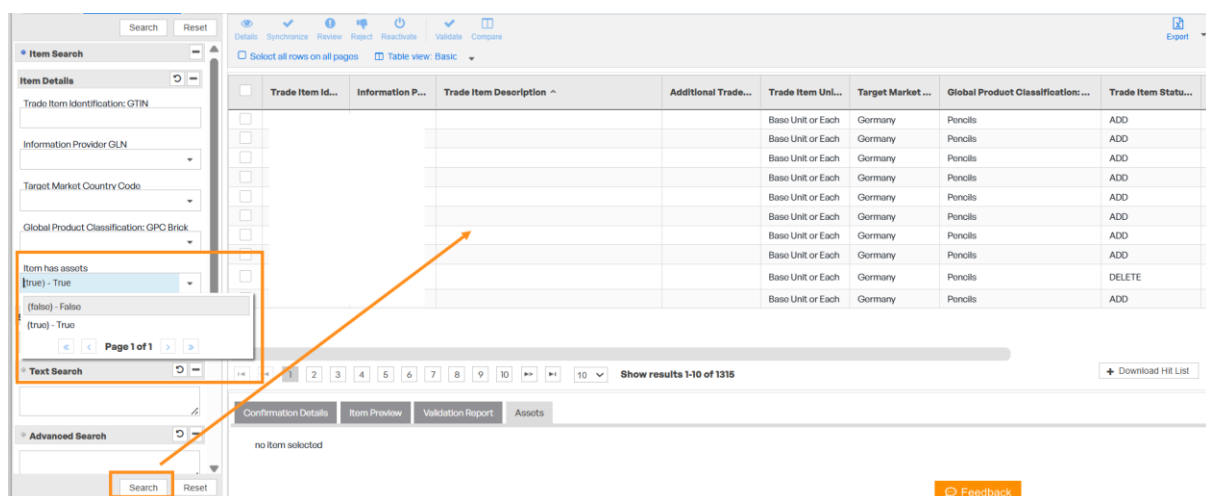 Search Reset
Item Search
Item Details
Trade Item Identification: GTIN
Information Provider GLN
Target Market Country Code
Global Product Classification: GPC Brick
Item has assets
(true) - True
(false) - False
(true) - True
Page 1 of 1
Text Search
Advanced Search
Search Reset
Details Synchronize Review Reject Reactivate Validate Compare Export
Select all rows on all pages Table view: Basic
Trade Item Id... Information P... Trade Item Description Additional Trade... Trade Item Uni... Target Market ... Global Product Classification: ... Trade Item Statu...
Base Unit or Each Germany Pencils ADD
Base Unit or Each Germany Pencils ADD
Base Unit or Each Germany Pencils ADD
Base Unit or Each Germany Pencils ADD
Base Unit or Each Germany Pencils ADD
Base Unit or Each Germany Pencils ADD
Base Unit or Each Germany Pencils ADD
Base Unit or Each Germany Pencils ADD
Base Unit or Each Germany Pencils DELETE
Base Unit or Each Germany Pencils ADD
1 2 3 4 5 6 7 8 9 10 10 Show results 1-10 of 1315 + Download Hit List
Confirmation Details Item Preview Validation Report Assets
no item selected
Feedback